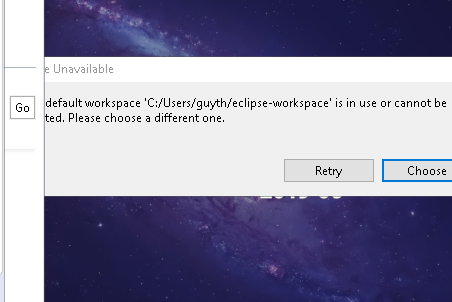 e Unavailable
Go
default workspace 'C:/Users/guyth/eclipse-workspace' is in use or cannot be
ted. Please choose a different one.
Retry
Choose